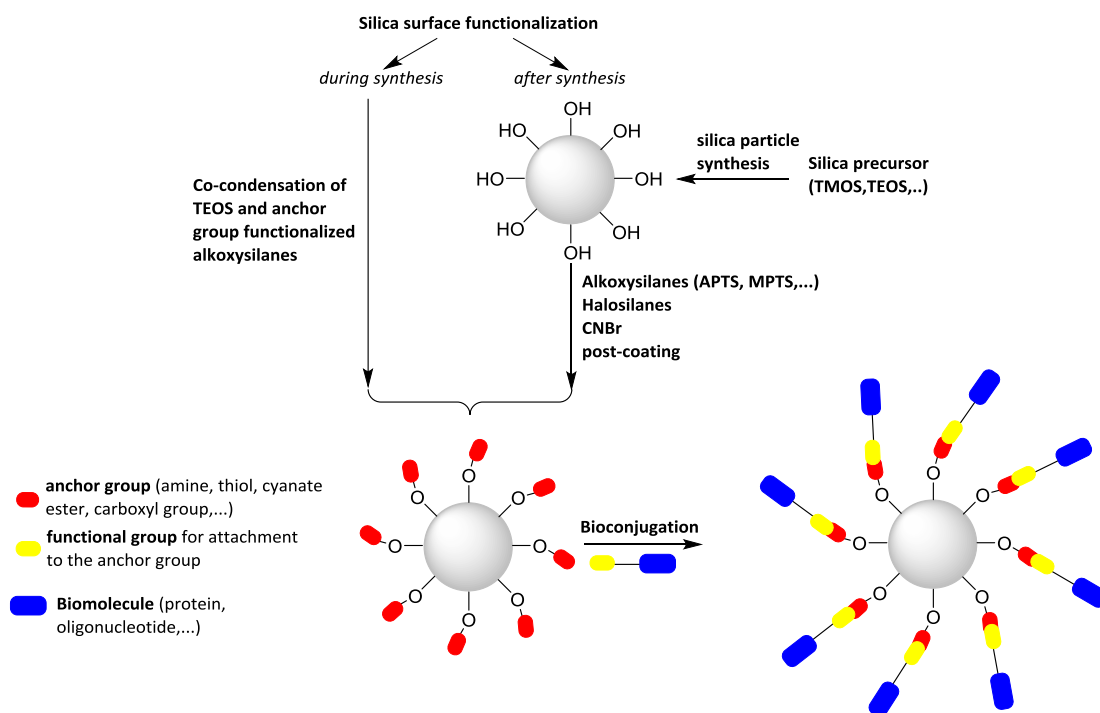 Silica surface functionalization
during synthesis
after synthesis
OH
HO
OH
HO
OH
HO
OH
OH
silica particle
synthesis
Silica precursor
(TMOS,TEOS,..)
Co-condensation of
TEOS and anchor
group functionalized
alkoxysilanes
Alkoxysilanes (APTS, MPTS,...)
Halosilanes
CNBr
post-coating
anchor group (amine, thiol, cyanate
ester, carboxyl group,...)
functional group for attachment
to the anchor group
Biomolecule (protein,
oligonucleotide,...)
O
O
O
O
O
O
O
O
Bioconjugation
O
O
O
O
O
O
O
O